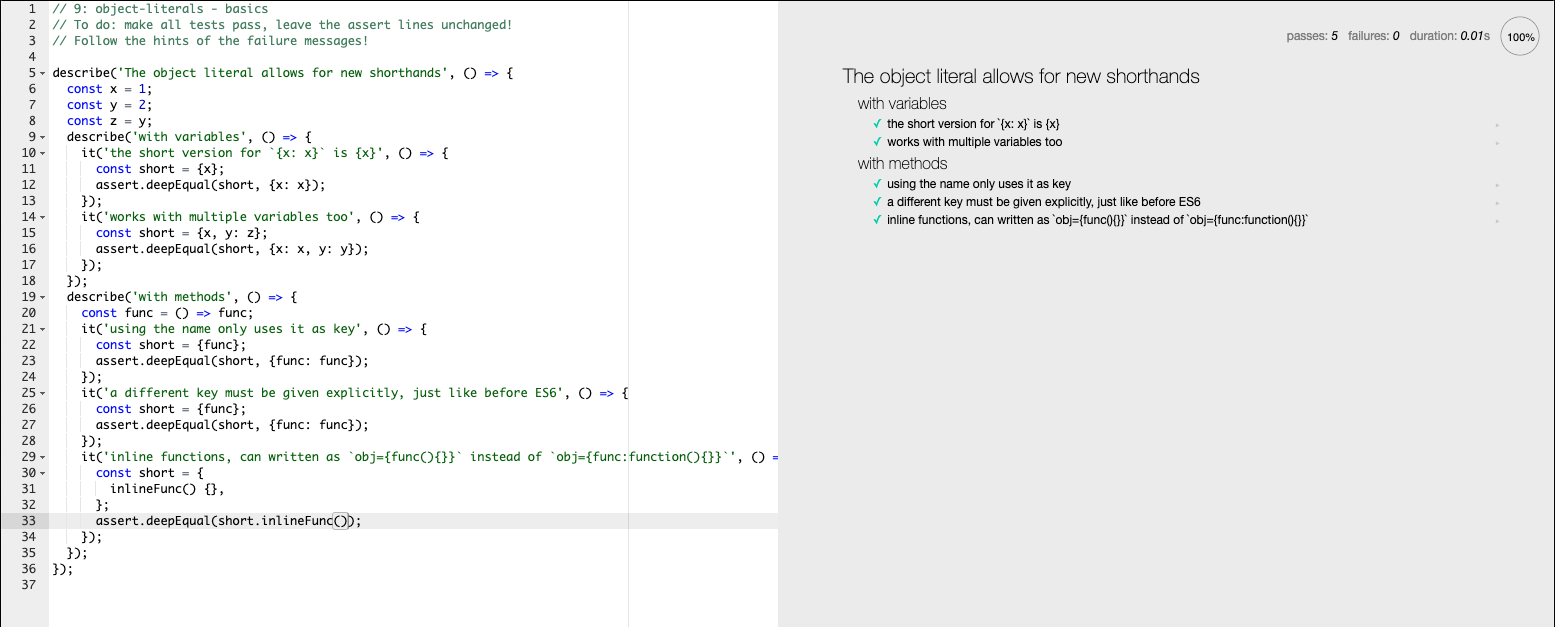 1 // 9: object-literals - basics
2 // To do: make all tests pass, leave the assert lines unchanged!
3 // Follow the hints of the failure messages!
4
5 describe('The object literal allows for new shorthands', () => {
6   const x = 1;
7   const y = 2;
8   const z = y;
9   describe('with variables', () => {
10     it('the short version for `{x: x}` is {x}', () => {
11       const short = {x};
12       assert.deepEqual(short, {x: x});
13     });
14     it('works with multiple variables too', () => {
15       const short = {x, y: z};
16       assert.deepEqual(short, {x: x, y: y});
17     });
18   });
19   describe('with methods', () => {
20     const func = () => func;
21     it('using the name only uses it as key', () => {
22       const short = {func};
23       assert.deepEqual(short, {func: func});
24     });
25     it('a different key must be given explicitly, just like before ES6', () => {
26       const short = {func};
27       assert.deepEqual(short, {func: func});
28     });
29     it('inline functions, can written as `obj={func(){}}` instead of `obj={func:function(){}}`', () =
30       const short = {
31         inlineFunc() {},
32       };
33       assert.deepEqual(short.inlineFunc());
34     });
35   });
36 });
37
passes: 5 failures: 0 duration: 0.01s 100%
The object literal allows for new shorthands
with variables
✓ the short version for `{x: x}` is {x}
✓ works with multiple variables too
with methods
✓ using the name only uses it as key
✓ a different key must be given explicitly, just like before ES6
✓ inline functions, can written as `obj={func(){}}` instead of `obj={func:function(){}}`